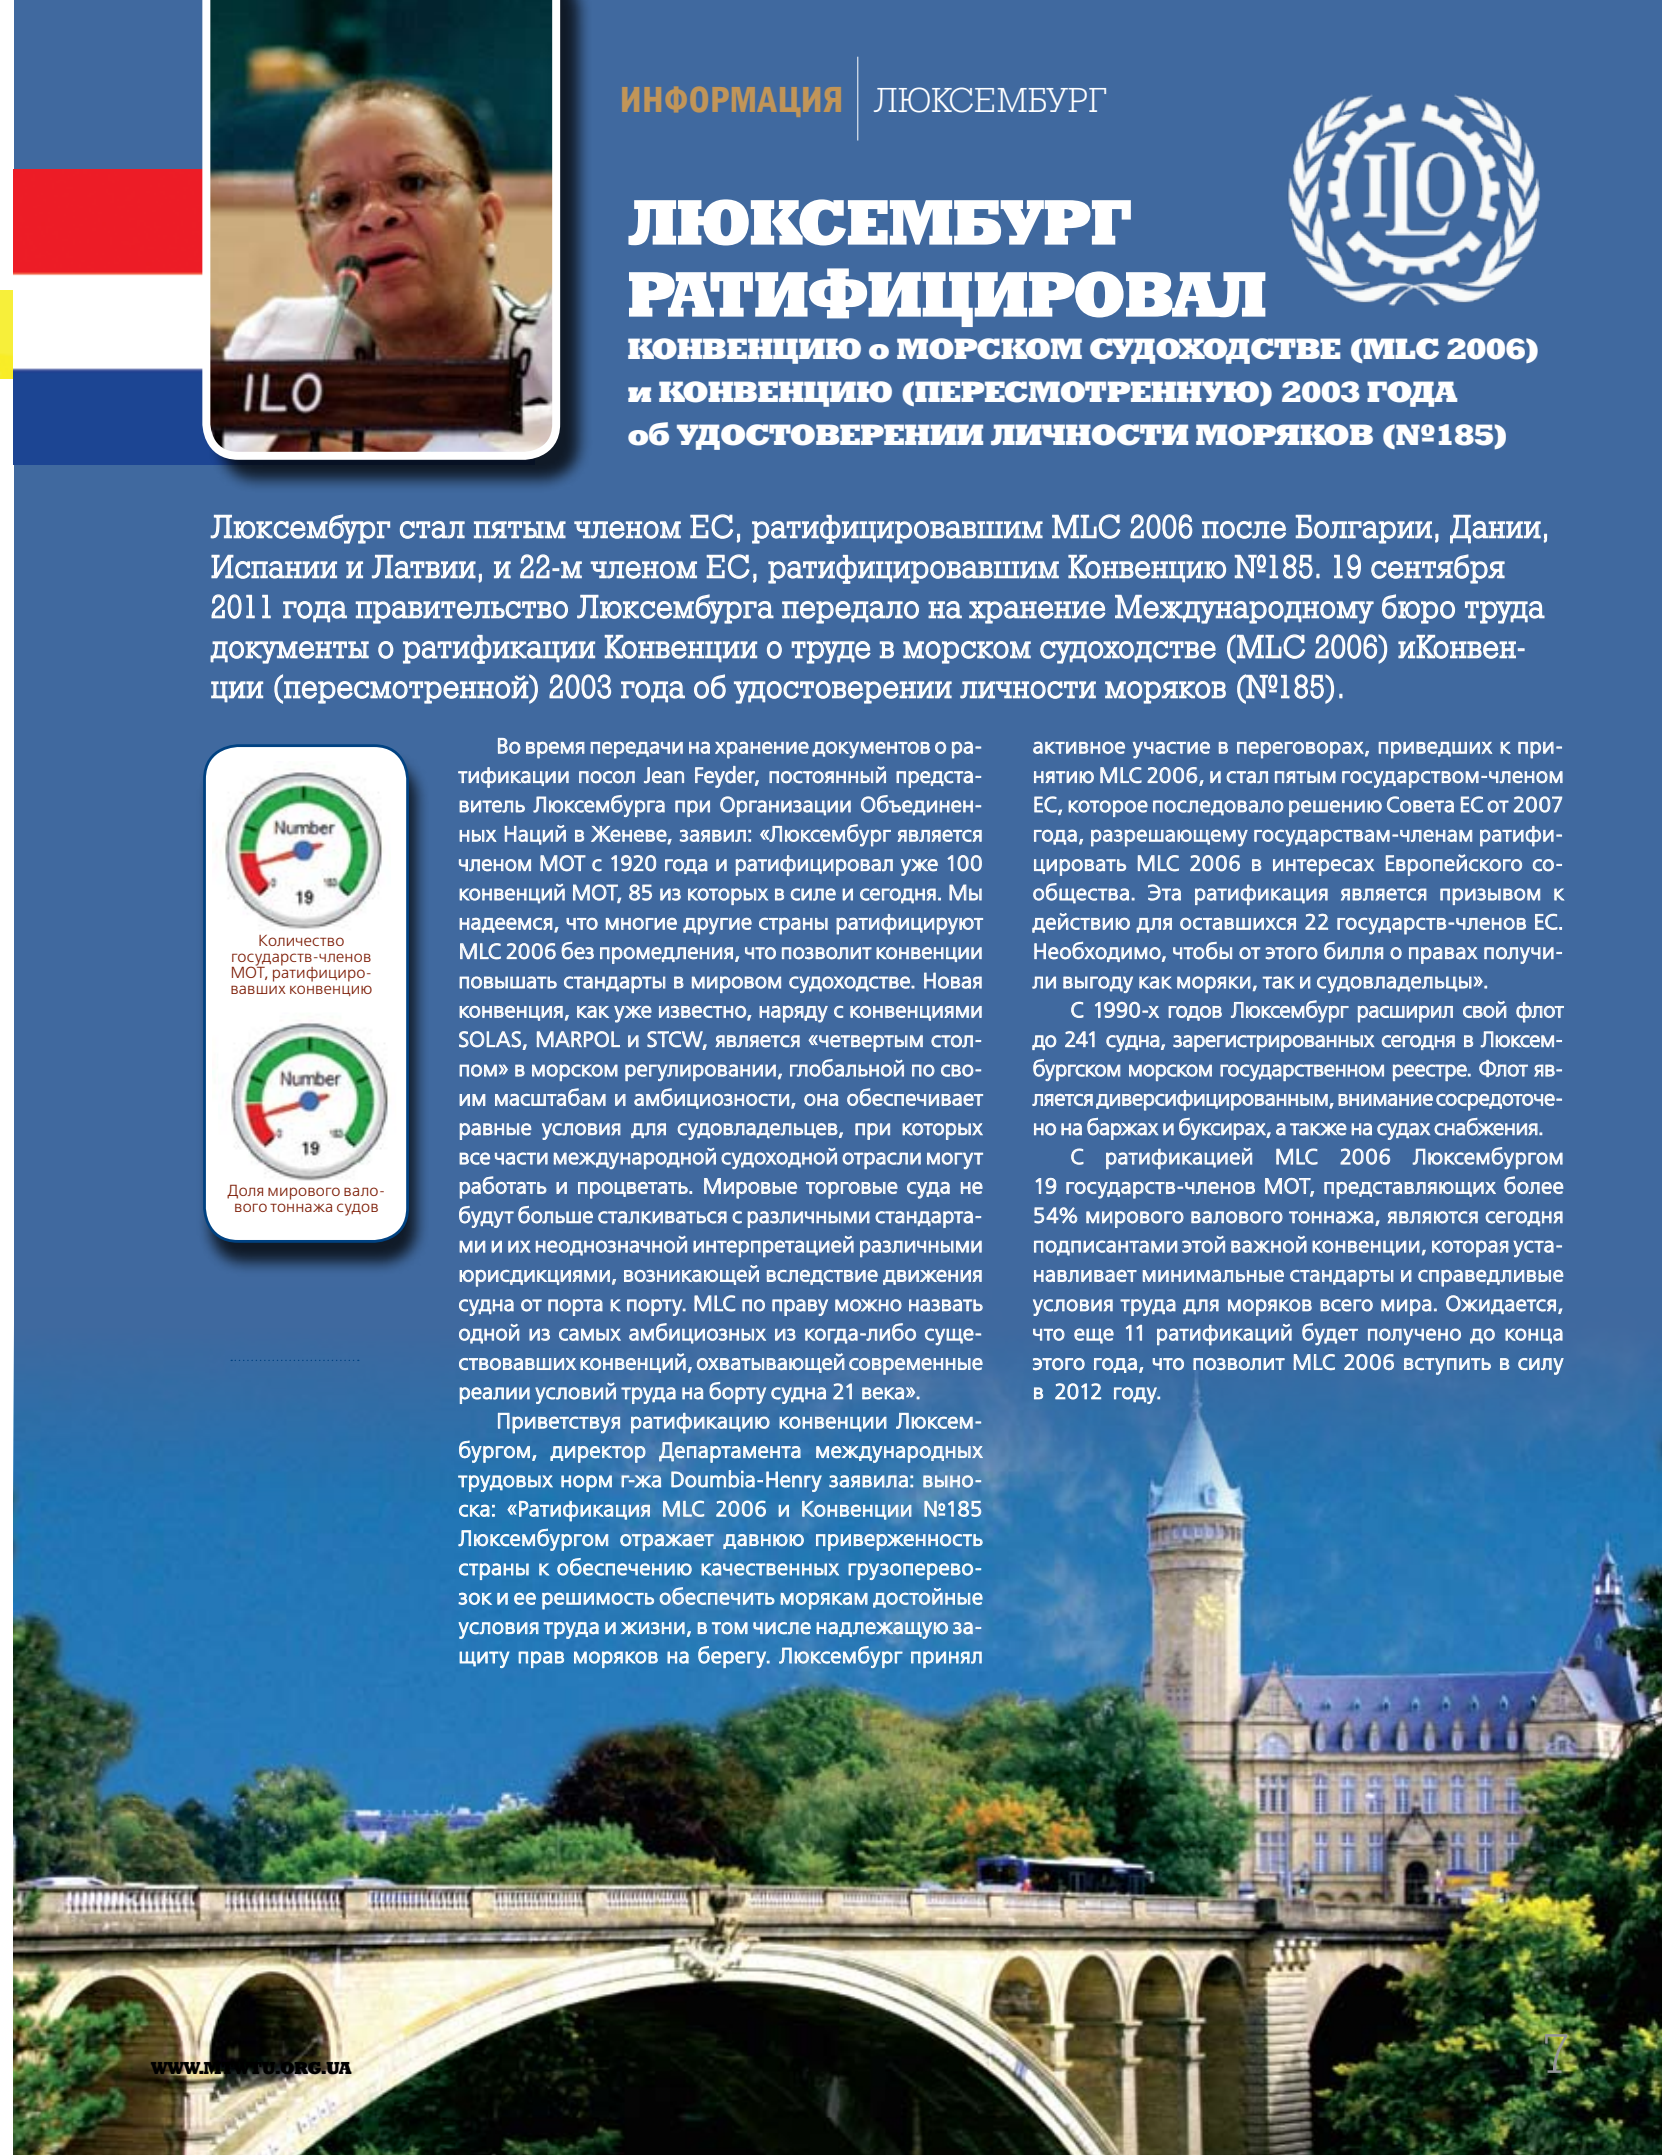 ИНФОРМАЦИЯ
ЛЮКСЕМБУРГ
ILO
ЛЮКСЕМБУРГ
РАТИФИЦИРОВАЛ
КОНВЕНЦИЮ о МОРСКОМ СУДОХОДСТВЕ (MLC 2006)
и КОНВЕНЦИЮ (ПЕРЕСМОТРЕННУЮ) 2003 ГОДА
об УДОСТОВЕРЕНИИ ЛИЧНОСТИ МОРЯКОВ (№185)
ILO
Люксембург стал пятым членом ЕС, ратифицировавшим MLC 2006 после Болгарии, Дании,
Испании и Латвии, и 22-м членом ЕС, ратифицировавшим Конвенцию №185. 19 сентября
2011 года правительство Люксембурга передало на хранение Международному бюро труда
документы о ратификации Конвенции о труде в морском судоходстве (MLC 2006) иКонвен-
ции (пересмотренной) 2003 года об удостоверении личности моряков (№185).
Number
0
183
19
Количество
государств-членов
МОТ, ратифициро-
вавших конвенцию
Number
0
183
19
Доля мирового вало-
вого тоннажа судов
Во время передачи на хранение документов о ра-
тификации посол Jean Feyder, постоянный предста-
витель Люксембурга при Организации Объединен-
ных Наций в Женеве, заявил: «Люксембург является
членом МОТ с 1920 года и ратифицировал уже 100
конвенций МОТ, 85 из которых в силе и сегодня. Мы
надеемся, что многие другие страны ратифицируют
MLC 2006 без промедления, что позволит конвенции
повышать стандарты в мировом судоходстве. Новая
конвенция, как уже известно, наряду с конвенциями
SOLAS, MARPOL и STCW, является «четвертым стол-
пом» в морском регулировании, глобальной по сво-
им масштабам и амбициозности, она обеспечивает
равные условия для судовладельцев, при которых
все части международной судоходной отрасли могут
работать и процветать. Мировые торговые суда не
будут больше сталкиваться с различными стандарта-
ми и их неоднозначной интерпретацией различными
юрисдикциями, возникающей вследствие движения
судна от порта к порту. MLC по праву можно назвать
одной из самых амбициозных из когда-либо суще-
ствовавших конвенций, охватывающей современные
реалии условий труда на борту судна 21 века».
Приветствуя ратификацию конвенции Люксем-
бургом, директор Департамента международных
трудовых норм г-жа Doumbia-Henry заявила: выно-
ска: «Ратификация MLC 2006 и Конвенции №185
Люксембургом отражает давнюю приверженность
страны к обеспечению качественных грузоперево-
зок и ее решимость обеспечить морякам достойные
условия труда и жизни, в том числе надлежащую за-
щиту прав моряков на берегу. Люксембург принял
активное участие в переговорах, приведших к при-
нятию MLC 2006, и стал пятым государством-членом
ЕС, которое последовало решению Совета ЕС от 2007
года, разрешающему государствам-членам ратифи-
цировать MLC 2006 в интересах Европейского со-
общества. Эта ратификация является призывом к
действию для оставшихся 22 государств-членов ЕС.
Необходимо, чтобы от этого билля о правах получи-
ли выгоду как моряки, так и судовладельцы».
С 1990-х годов Люксембург расширил свой флот
до 241 судна, зарегистрированных сегодня в Люксем-
бургском морском государственном реестре. Флот яв-
ляется диверсифицированным, внимание сосредоточе-
но на баржах и буксирах, а также на судах снабжения.
С ратификацией MLC 2006 Люксембургом
19 государств-членов МОТ, представляющих более
54% мирового валового тоннажа, являются сегодня
подписантами этой важной конвенции, которая уста-
навливает минимальные стандарты и справедливые
условия труда для моряков всего мира. Ожидается,
что еще 11 ратификаций будет получено до конца
этого года, что позволит MLC 2006 вступить в силу
в 2012 году.
WWW.MTWTU.ORG.UA
7